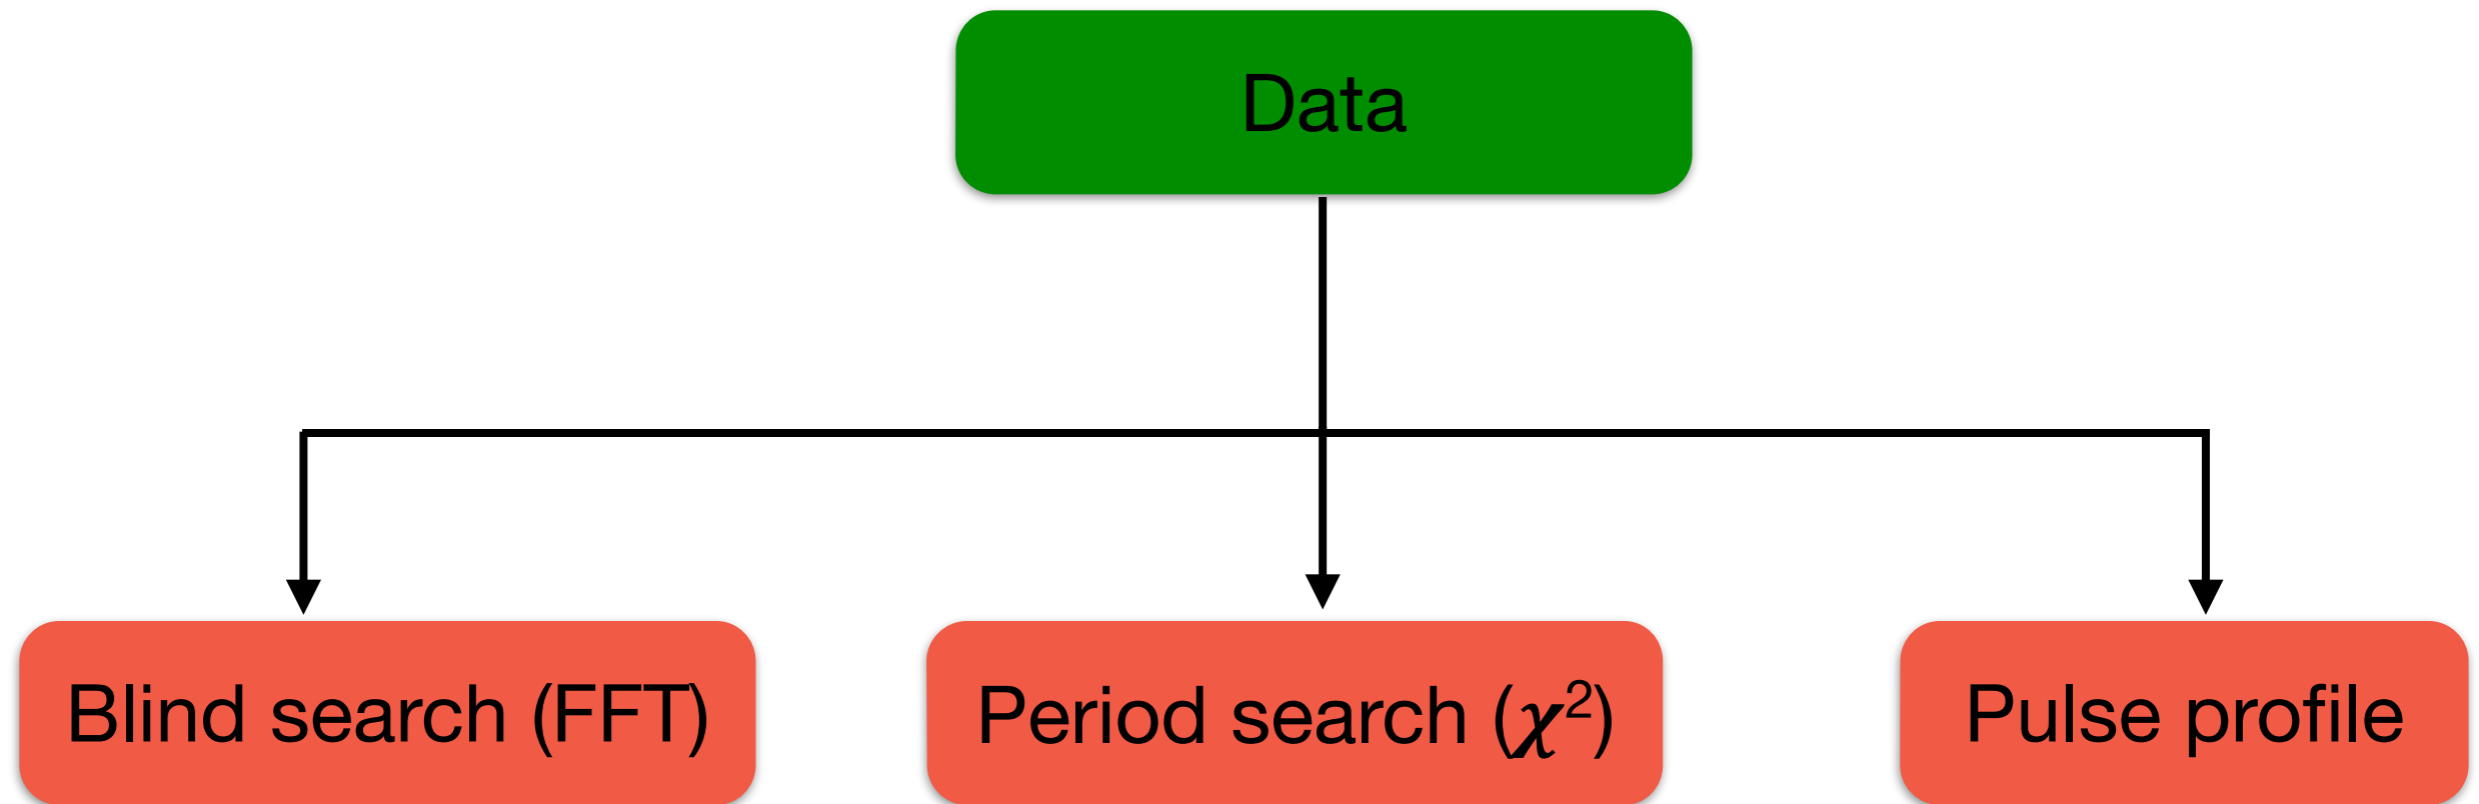 Data
Blind search (FFT)
Period search (χ²)
Pulse profile